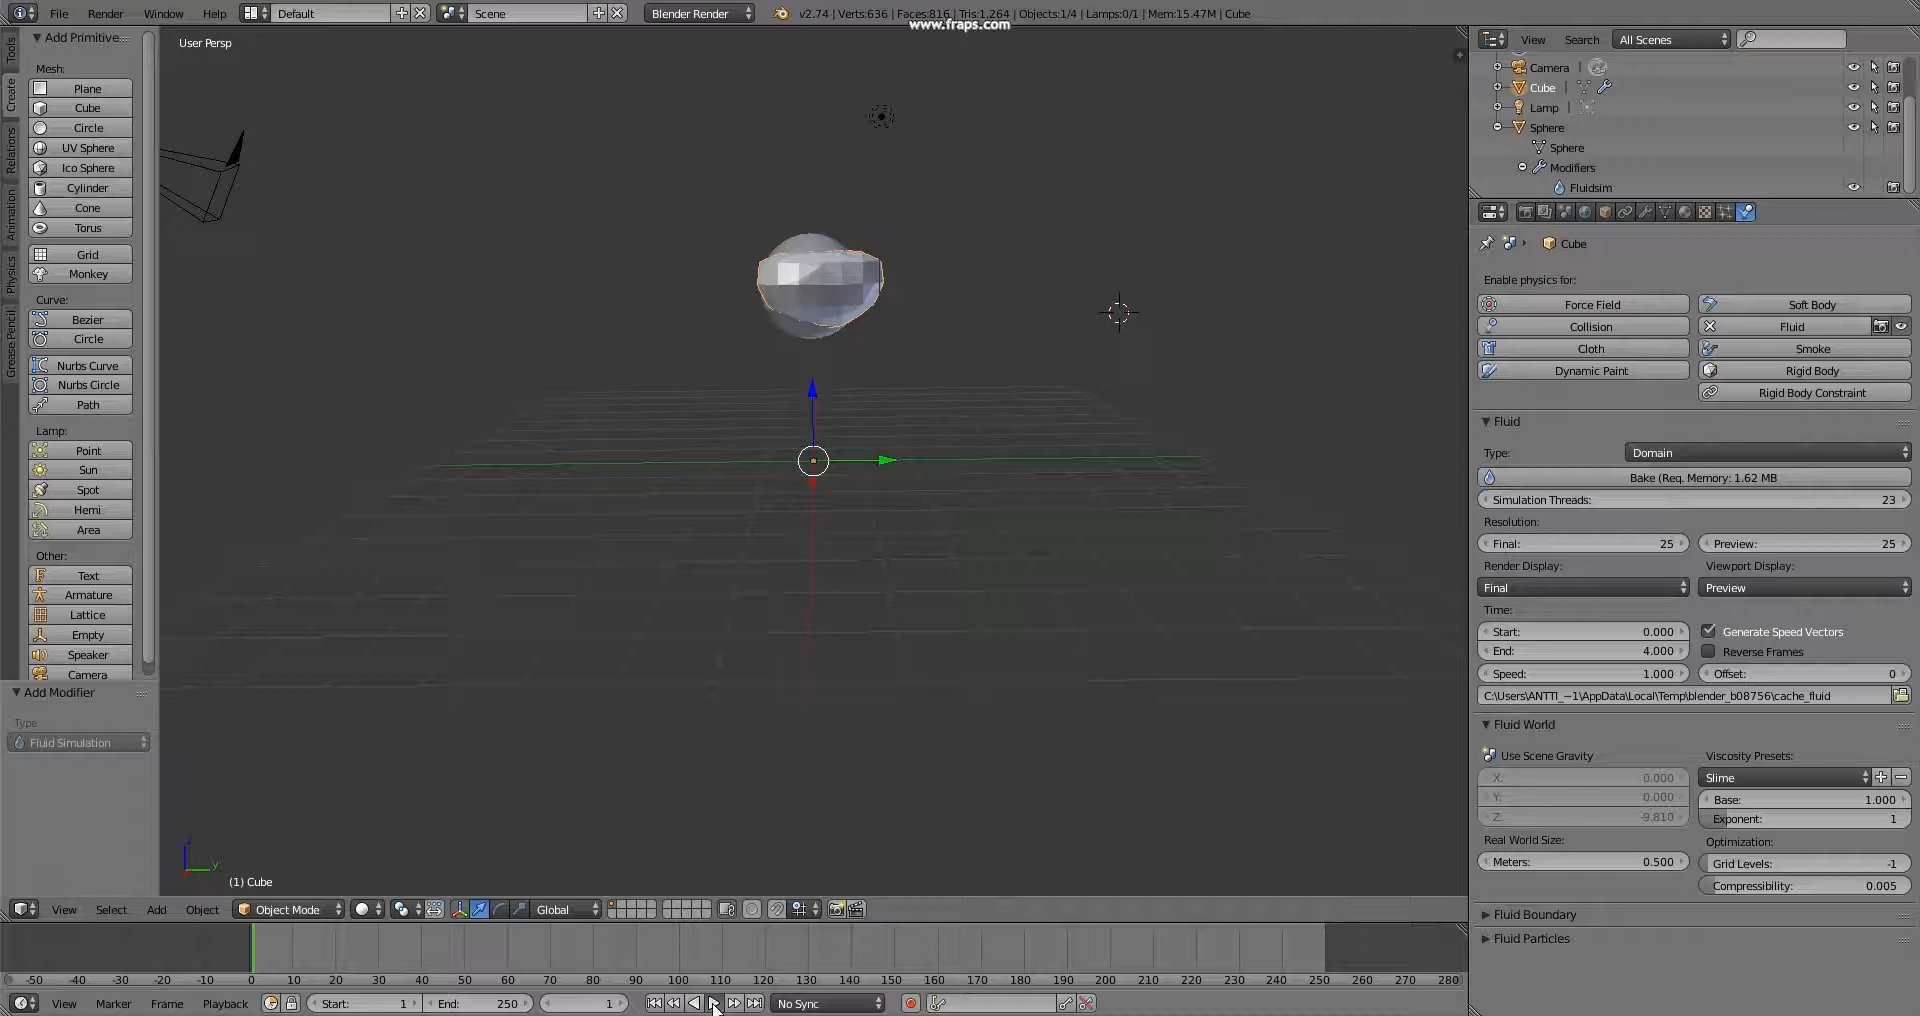 File Render Window Help Default Scene Blender Render v2.74 | Verts:636 | Faces:816 | Tris:1,264 | Objects:1/4 | Lamps:0/1 | Mem:15.47M | Cube
www.fraps.com
Tools
Create
Relations
Animation
Physics
Grease Pencil
Add Primitive
Mesh:
Plane
Cube
Circle
UV Sphere
Ico Sphere
Cylinder
Cone
Torus
Grid
Monkey
Curve:
Bezier
Circle
Nurbs Curve
Nurbs Circle
Path
Lamp:
Point
Sun
Spot
Hemi
Area
Other:
Text
Armature
Lattice
Empty
Speaker
Camera
Add Modifier
Type
Fluid Simulation
User Persp
(1) Cube
View Select Add Object Object Mode Global
-50 -40 -30 -20 -10 0 10 20 30 40 50 60 70 80 90 100 110 120 130 140 150 160 170 180 190 200 210 220 230 240 250 260 270 280
View Marker Frame Playback Start: 1 End: 250 1 No Sync
View Search All Scenes
Camera
Cube
Lamp
Sphere
Sphere
Modifiers
Fluidsim
Cube
Enable physics for:
Force Field Soft Body
Collision Fluid
Cloth Smoke
Dynamic Paint Rigid Body
Rigid Body Constraint
Fluid
Type: Domain
Bake (Req. Memory: 1.62 MB
Simulation Threads: 23
Resolution:
Final: 25 Preview: 25
Render Display: Viewport Display:
Final Preview
Time:
Start: 0.000 Generate Speed Vectors
End: 4.000 Reverse Frames
Speed: 1.000 Offset: 0
C:\Users\ANTTI_~1\AppData\Local\Temp\blender_b08756\cache_fluid
Fluid World
Use Scene Gravity Viscosity Presets:
X: 0.000 Slime
Y: 0.000 Base: 1.000
Z: -9.810 Exponent: 1
Real World Size: Optimization:
Meters: 0.500 Grid Levels: -1
Compressibility: 0.005
Fluid Boundary
Fluid Particles